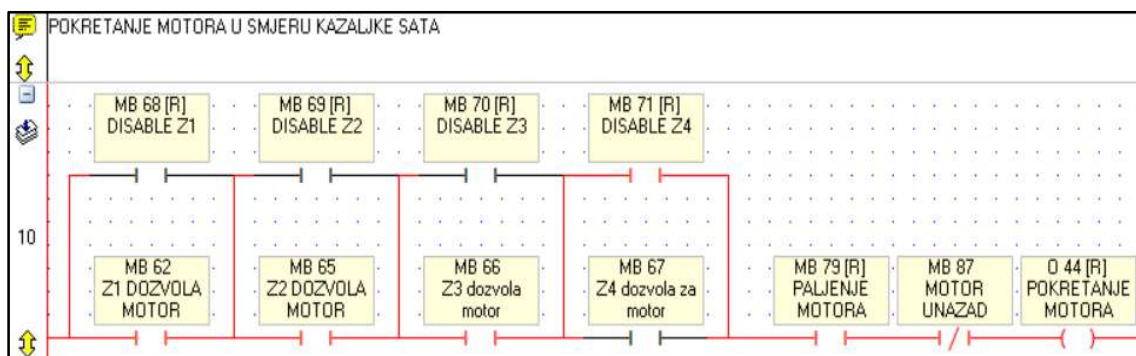 POKRETANJE MOTORA U SMJERU KAZALJKE SATA
MB 68 [R]
DISABLE Z1
MB 69 [R]
DISABLE Z2
MB 70 [R]
DISABLE Z3
MB 71 [R]
DISABLE Z4
10
MB 62
Z1 DOZVOLA
MOTOR
MB 65
Z2 DOZVOLA
MOTOR
MB 66
Z3 dozvola
motor
MB 67
Z4 dozvola za
motor
MB 79 [R]
PALJENJE
MOTORA
MB 87
MOTOR
UNAZAD
O 44 [R]
POKRETANJE
MOTORA